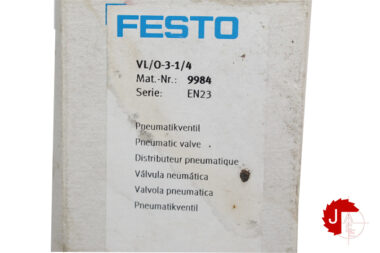 FESTO
VL/O-3-1/4
Mat.-Nr.: 9984
Serie: EN23
Pneumatikventil
Pneumatic valve
Distributeur pneumatique
Válvula neumática
Valvola pneumatica
Pneumatikventil
J